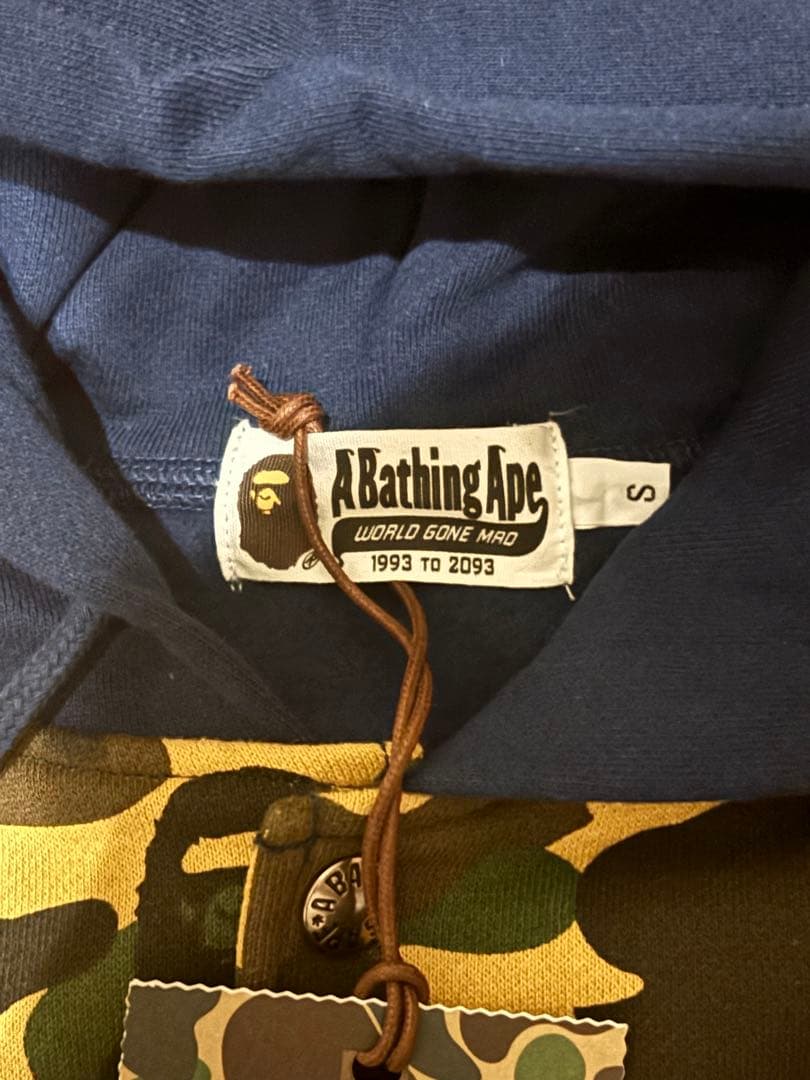 A Bathing Ape
WORLD GONE MAD
1993 TO 2093
®
S